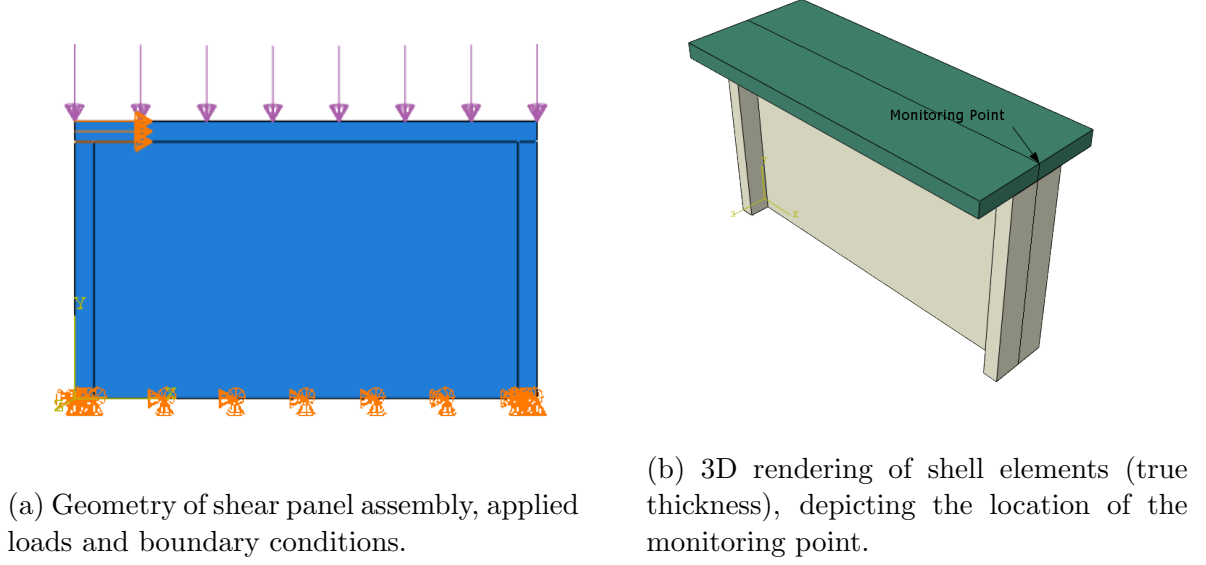 Monitoring Point
Y
X
Z
(a) Geometry of shear panel assembly, applied
loads and boundary conditions.
(b) 3D rendering of shell elements (true
thickness), depicting the location of the
monitoring point.